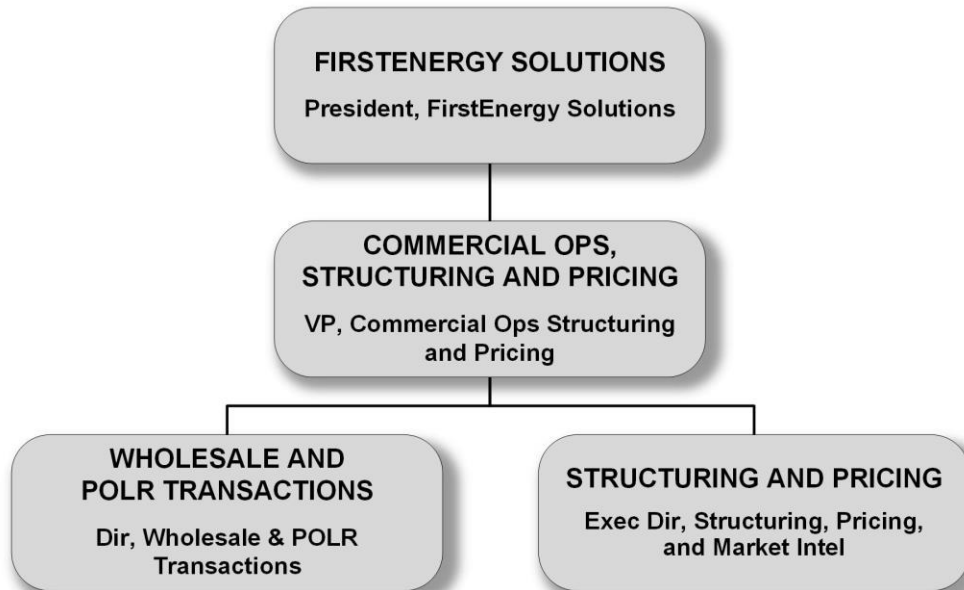 FIRSTENERGY SOLUTIONS
President, FirstEnergy Solutions
COMMERCIAL OPS,
STRUCTURING AND PRICING
VP, Commercial Ops Structuring
and Pricing
WHOLESALE AND
POLR TRANSACTIONS
Dir, Wholesale & POLR
Transactions
STRUCTURING AND PRICING
Exec Dir, Structuring, Pricing,
and Market Intel